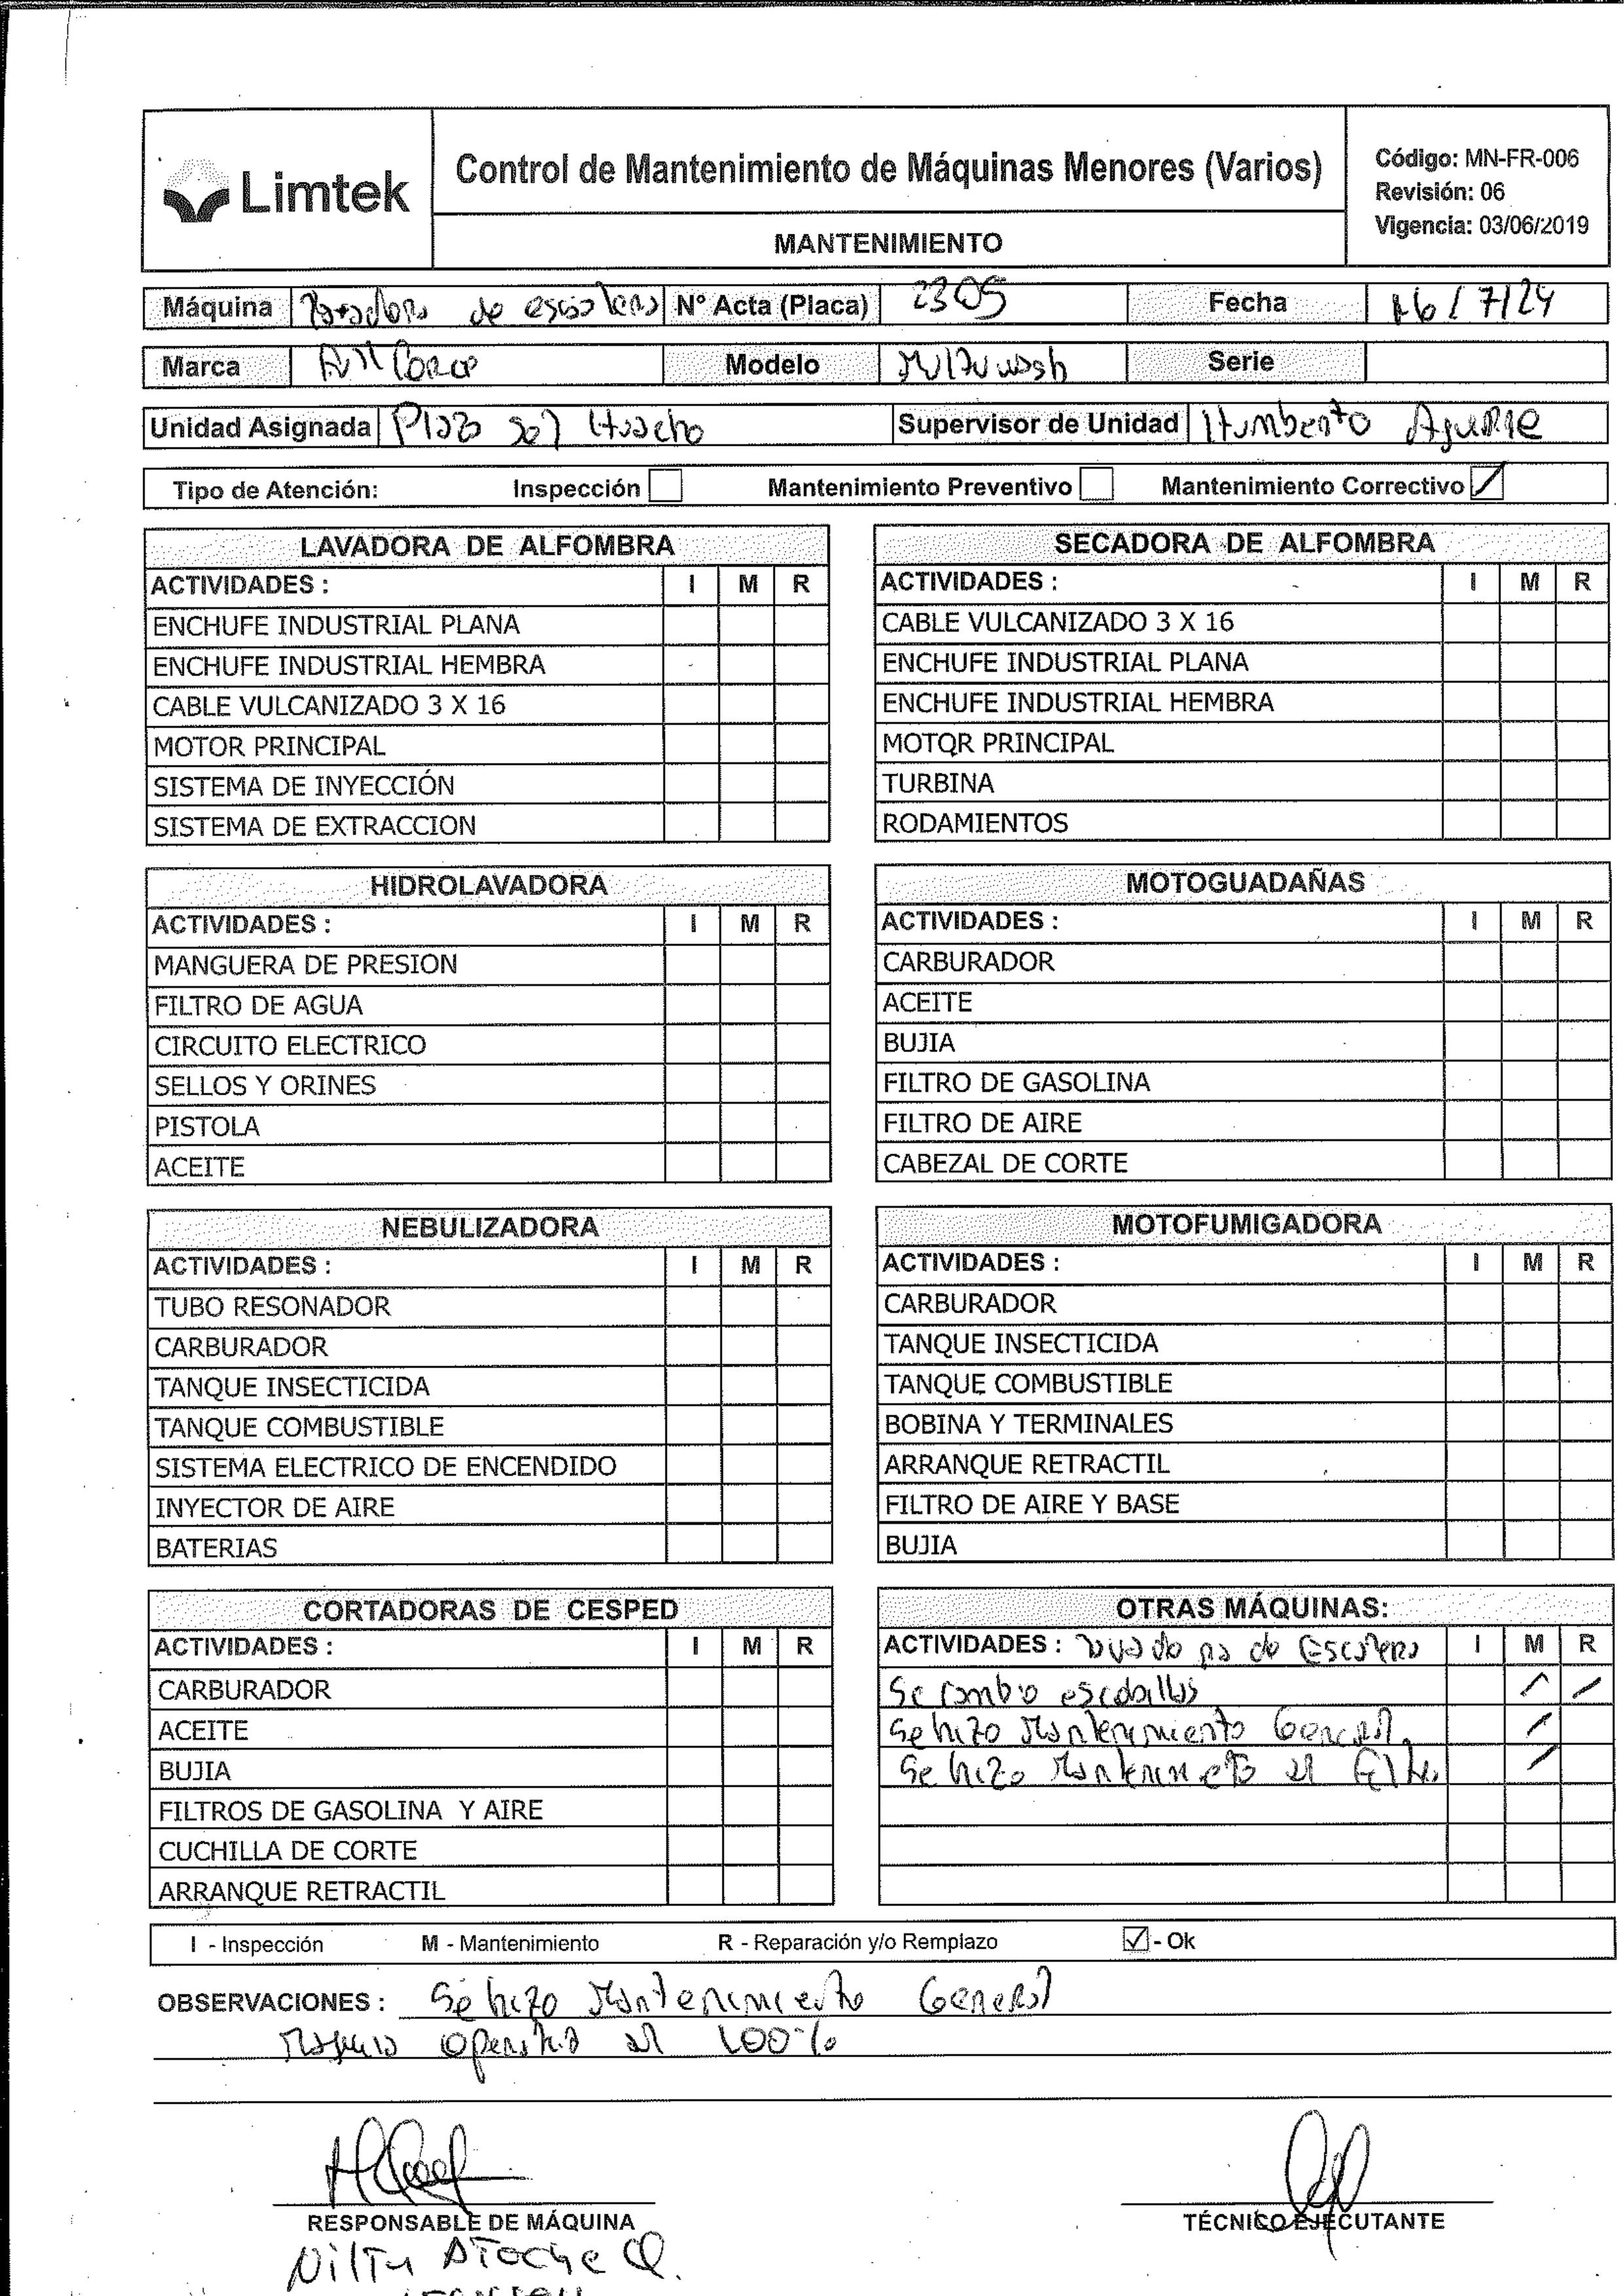 Limtek
Control de Mantenimiento de Máquinas Menores (Varios)
MANTENIMIENTO
Código: MN-FR-006
Revisión: 06
Vigencia: 03/06/2019
Máquina de N° Acta (Placa) 2305 Fecha 16/7/24
Marca Modelo Multiwash Serie
Unidad Asignada Plaza sol Huacho Supervisor de Unidad Humberto Aguirre
Tipo de Atención: Inspección Mantenimiento Preventivo Mantenimiento Correctivo
LAVADORA DE ALFOMBRA
ACTIVIDADES : I M R
ENCHUFE INDUSTRIAL PLANA
ENCHUFE INDUSTRIAL HEMBRA
CABLE VULCANIZADO 3 X 16
MOTOR PRINCIPAL
SISTEMA DE INYECCIÓN
SISTEMA DE EXTRACCION
SECADORA DE ALFOMBRA
ACTIVIDADES : I M R
CABLE VULCANIZADO 3 X 16
ENCHUFE INDUSTRIAL PLANA
ENCHUFE INDUSTRIAL HEMBRA
MOTOR PRINCIPAL
TURBINA
RODAMIENTOS
HIDROLAVADORA
ACTIVIDADES : I M R
MANGUERA DE PRESION
FILTRO DE AGUA
CIRCUITO ELECTRICO
SELLOS Y ORINES
PISTOLA
ACEITE
MOTOGUADAÑAS
ACTIVIDADES : I M R
CARBURADOR
ACEITE
BUJIA
FILTRO DE GASOLINA
FILTRO DE AIRE
CABEZAL DE CORTE
NEBULIZADORA
ACTIVIDADES : I M R
TUBO RESONADOR
CARBURADOR
TANQUE INSECTICIDA
TANQUE COMBUSTIBLE
SISTEMA ELECTRICO DE ENCENDIDO
INYECTOR DE AIRE
BATERIAS
MOTOFUMIGADORA
ACTIVIDADES : I M R
CARBURADOR
TANQUE INSECTICIDA
TANQUE COMBUSTIBLE
BOBINA Y TERMINALES
ARRANQUE RETRACTIL
FILTRO DE AIRE Y BASE
BUJIA
CORTADORAS DE CESPED
ACTIVIDADES : I M R
CARBURADOR
ACEITE
BUJIA
FILTROS DE GASOLINA Y AIRE
CUCHILLA DE CORTE
ARRANQUE RETRACTIL
OTRAS MÁQUINAS:
ACTIVIDADES : de I M R
Se cambio
Se hizo Mantenimiento General
Se hizo Mantenimiento al
I - Inspección M - Mantenimiento R - Reparación y/o Remplazo - Ok
OBSERVACIONES : Se hizo Mantenimiento General
al 100%
RESPONSABLE DE MÁQUINA
TÉCNICO EJECUTANTE
Atoche Q.